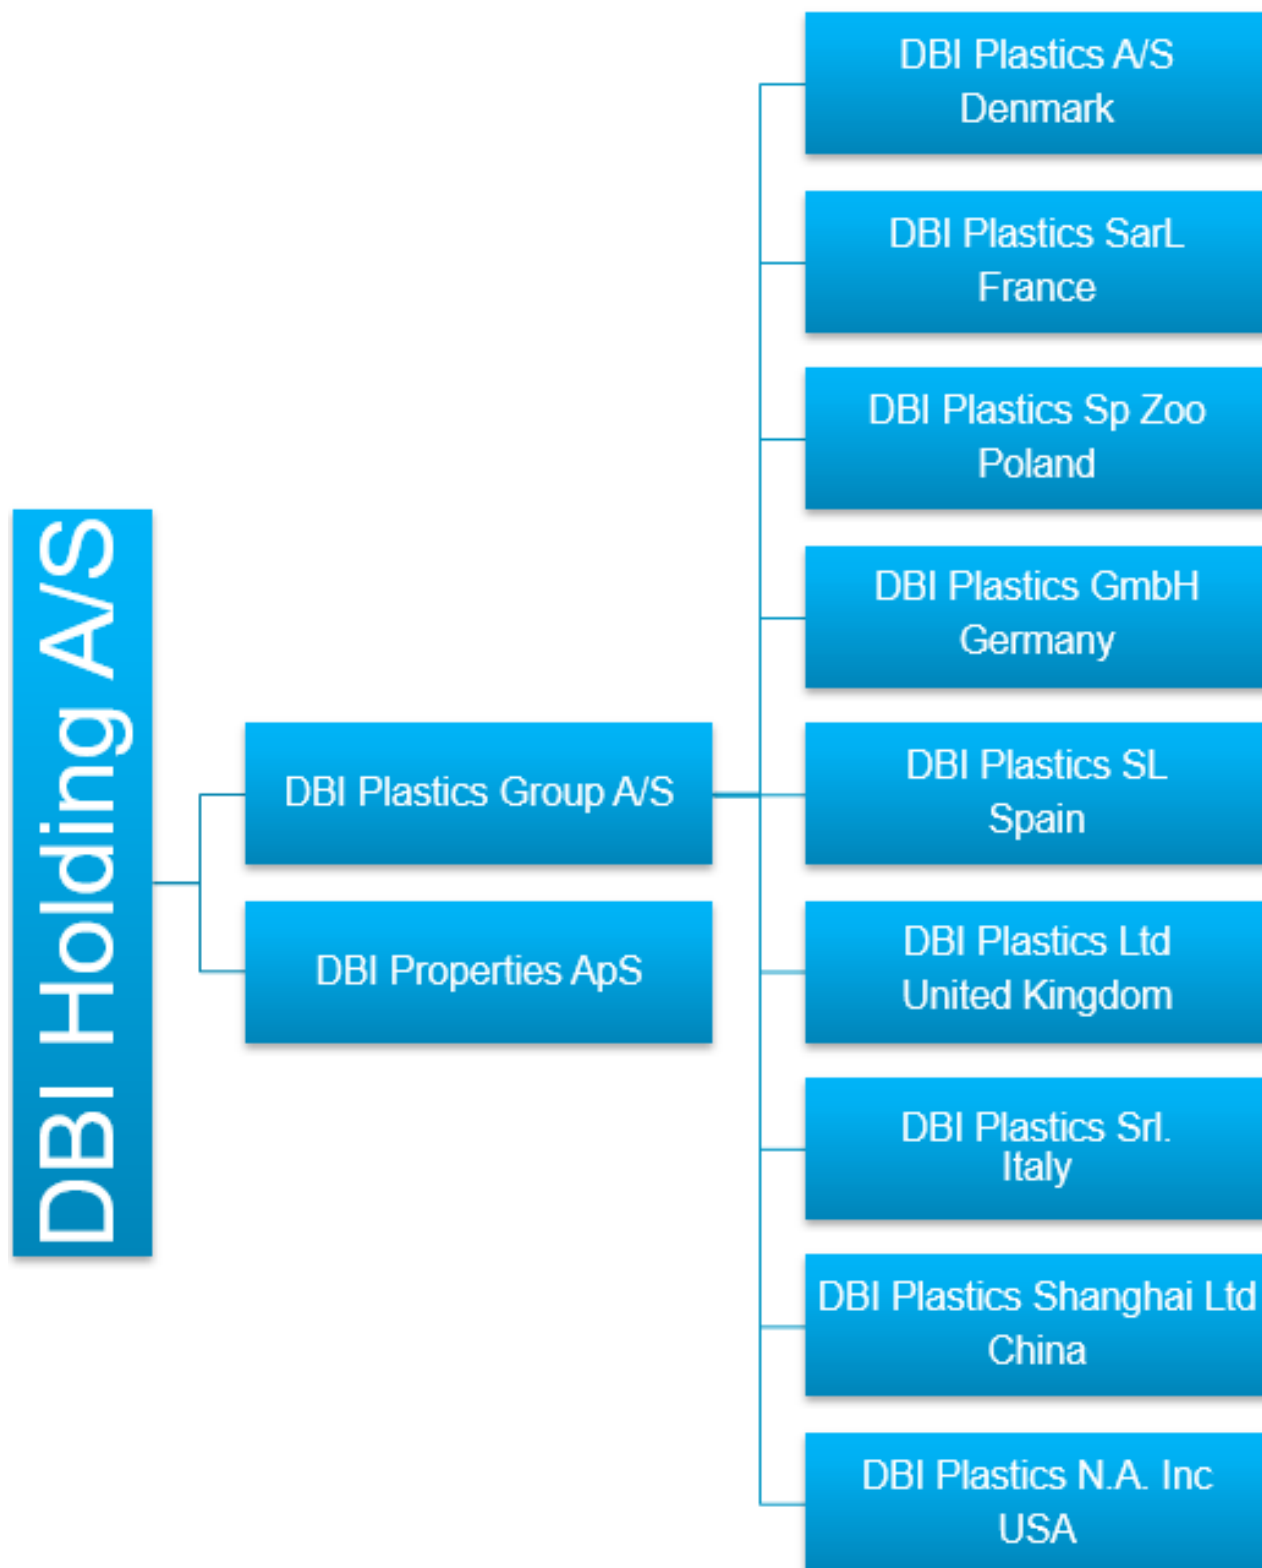 DBI Holding A/S
DBI Plastics Group A/S
DBI Properties ApS
DBI Plastics A/S
Denmark
DBI Plastics SarL
France
DBI Plastics Sp Zoo
Poland
DBI Plastics GmbH
Germany
DBI Plastics SL
Spain
DBI Plastics Ltd
United Kingdom
DBI Plastics Srl.
Italy
DBI Plastics Shanghai Ltd
China
DBI Plastics N.A. Inc
USA